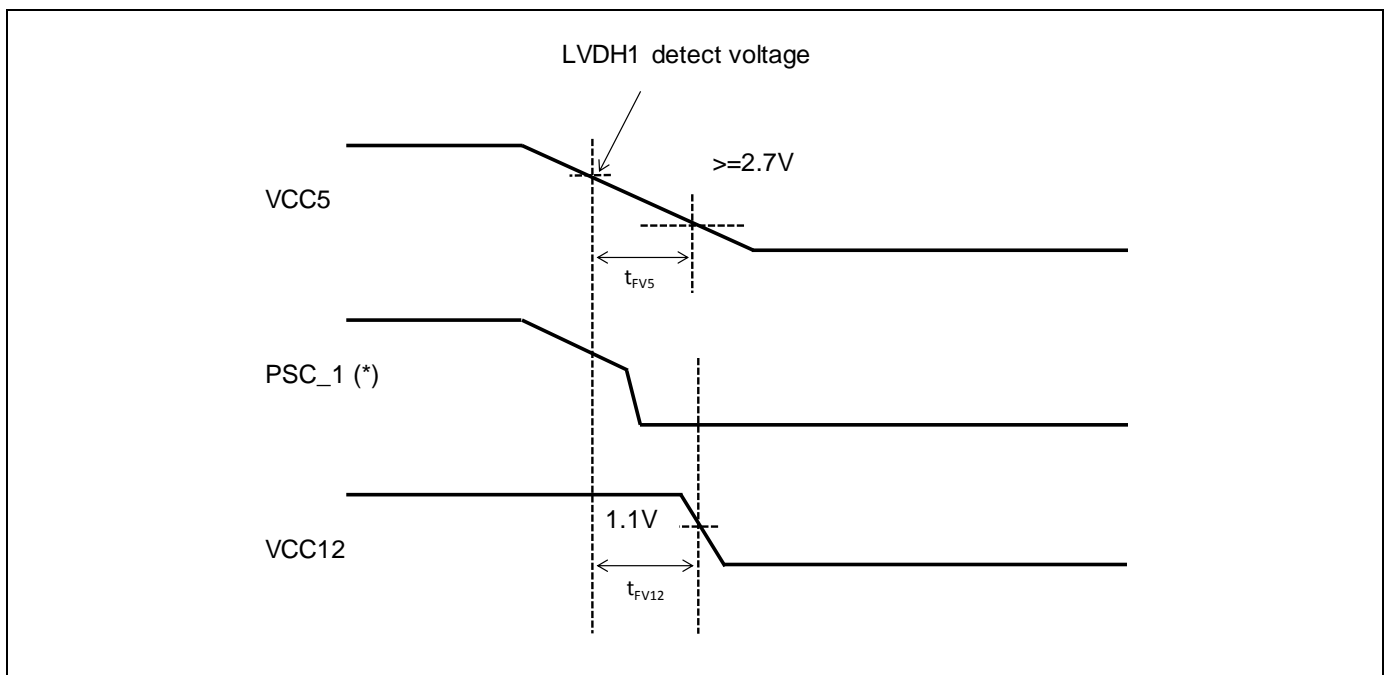 LVDH1 detect voltage
>=2.7V
VCC5
tFV5
PSC_1 (*)
1.1V
VCC12
tFV12